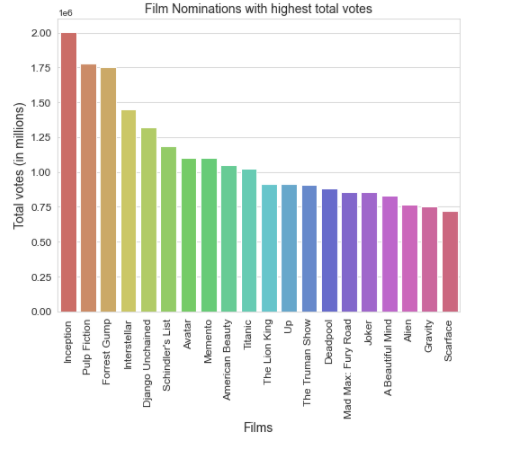 Film Nominations with highest total votes
1e6
2.00
1.75
1.50
1.25
1.00
0.75
0.50
0.25
0.00
Total votes (in millions)
Inception
Pulp Fiction
Forrest Gump
Interstellar
Django Unchained
Schindler's List
Avatar
Memento
American Beauty
Titanic
The Lion King
Up
The Truman Show
Deadpool
Mad Max: Fury Road
Joker
A Beautiful Mind
Alien
Gravity
Scarface
Films